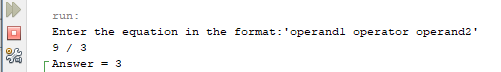 run:
Enter the equation in the format:'operand1 operator operand2'
9 / 3
Answer = 3